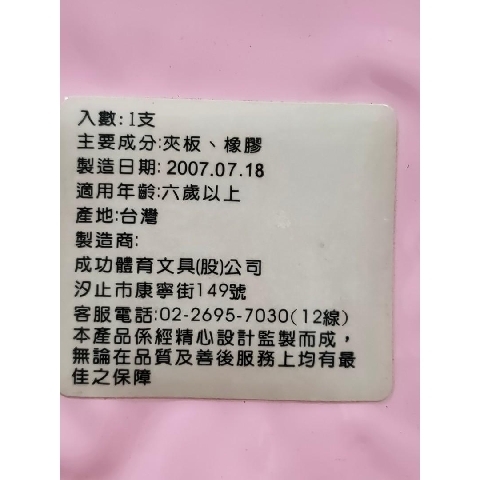 入數:1支
主要成分:夾板、橡膠
製造日期:2007.07.18
適用年齡:六歲以上
產地:台灣
製造商:
成功體育文具(股)公司
汐止市康寧街149號
客服電話:02-2695-7030(12線)
本產品係經精心設計監製而成，
無論在品質及善後服務上均有最
佳之保障